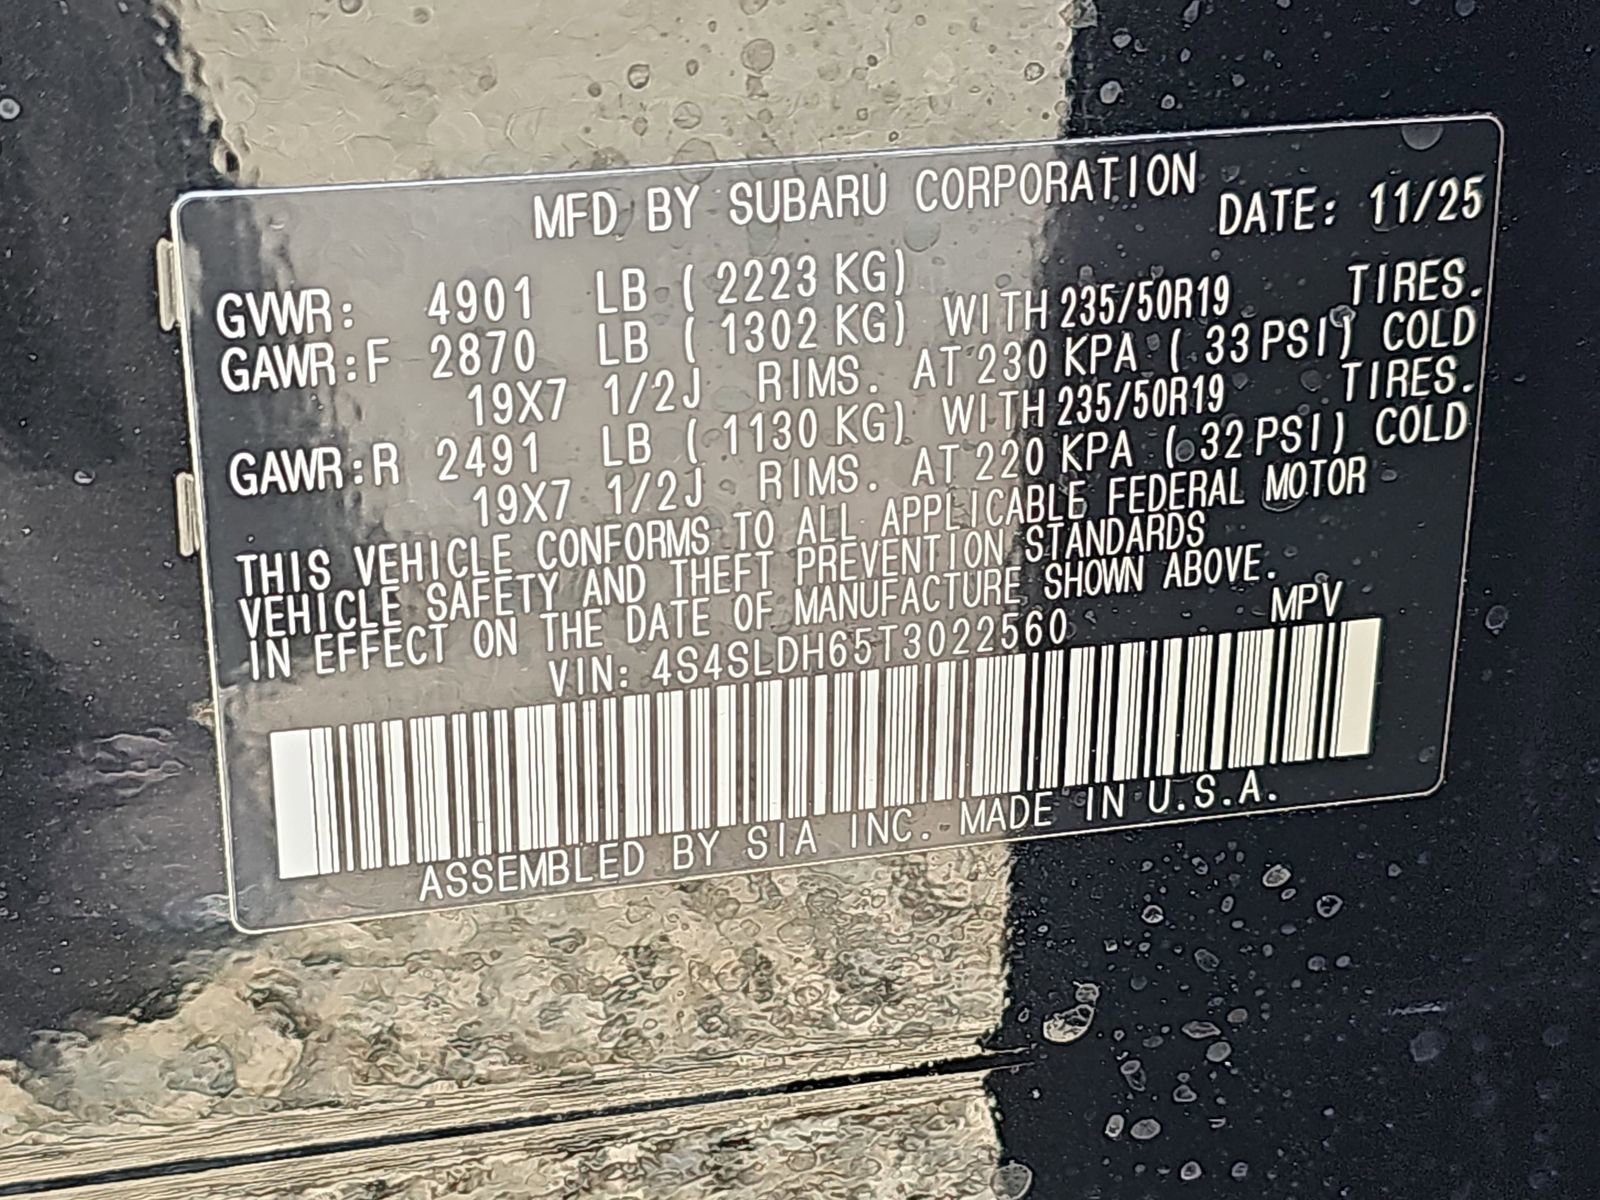 MFD BY SUBARU CORPORATION
DATE: 11/25
GVWR: 4901 LB ( 2223 KG)
GAWR:F 2870 LB ( 1302 KG) WITH 235/50R19 TIRES.
19X7 1/2J RIMS. AT 230 KPA ( 33 PSI) COLD
GAWR:R 2491 LB ( 1130 KG) WITH 235/50R19 TIRES.
19X7 1/2J RIMS. AT 220 KPA ( 32 PSI) COLD
THIS VEHICLE CONFORMS TO ALL APPLICABLE FEDERAL MOTOR
VEHICLE SAFETY AND THEFT PREVENTION STANDARDS
IN EFFECT ON THE DATE OF MANUFACTURE SHOWN ABOVE.
VIN: 4S4SLDH65T3022560 MPV
ASSEMBLED BY SIA INC. MADE IN U.S.A.